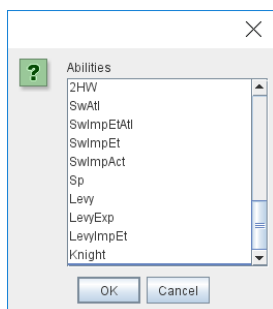 ?
Abilities
2HW
SwAtl
SwImpEtAtl
SwImpEt
SwImpAct
Sp
Levy
LevyExp
LevyImpEt
Knight
OK
Cancel